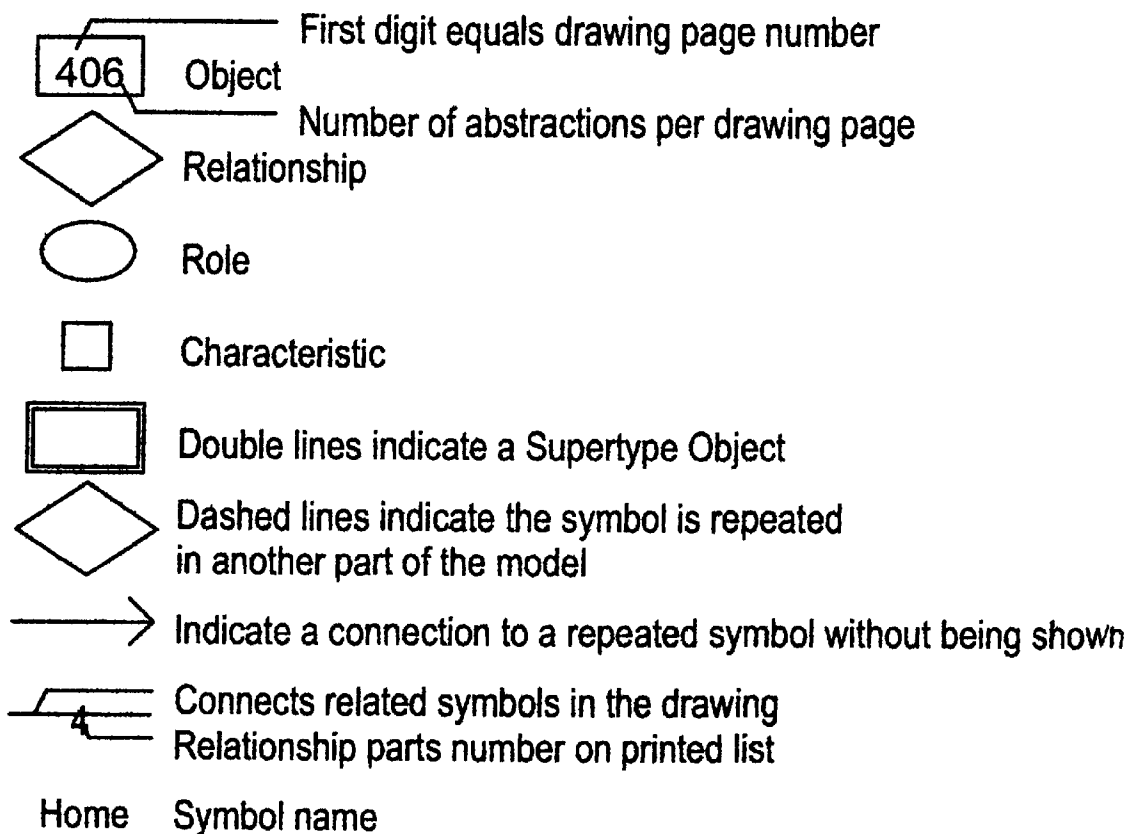 First digit equals drawing page number
406 Object
Number of abstractions per drawing page
Relationship
Role
Characteristic
Double lines indicate a Supertype Object
Dashed lines indicate the symbol is repeated
in another part of the model
Indicate a connection to a repeated symbol without being shown
Connects related symbols in the drawing
4
Relationship parts number on printed list
Home Symbol name